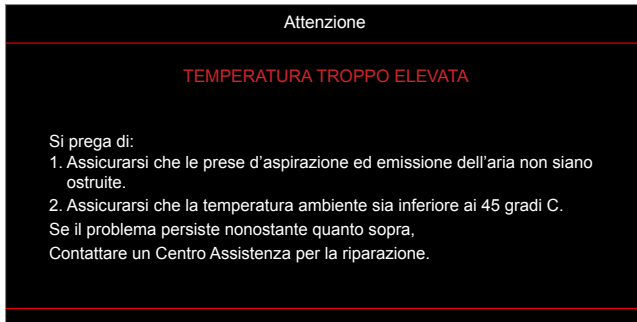 Attenzione
TEMPERATURA TROPPO ELEVATA
Si prega di:
1. Assicurarsi che le prese d'aspirazione ed emissione dell'aria non siano
ostruite.
2. Assicurarsi che la temperatura ambiente sia inferiore ai 45 gradi C.
Se il problema persiste nonostante quanto sopra,
Contattare un Centro Assistenza per la riparazione.